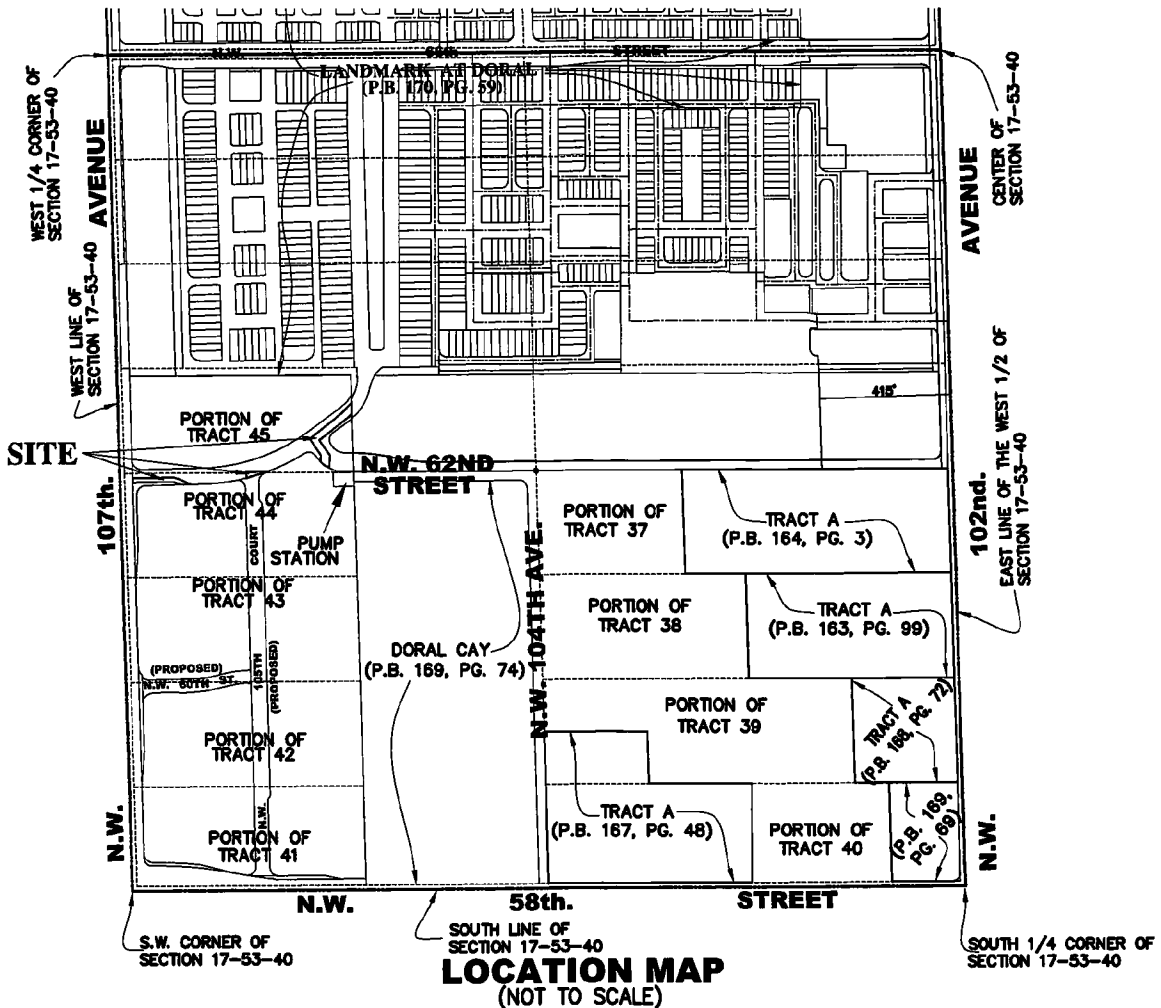 N.W. 66th STREET
LANDMARK AT DORAL
(P.B. 170, PG. 59)
WEST 1/4 CORNER OF
SECTION 17-53-40
AVENUE
CENTER OF
SECTION 17-53-40
AVENUE
WEST LINE OF
SECTION 17-53-40
EAST LINE OF THE WEST 1/2 OF
SECTION 17-53-40
415'
PORTION OF
TRACT 45
SITE
N.W. 62ND
STREET
107th.
102nd.
PORTION OF
TRACT 44
PUMP
STATION
PORTION OF
TRACT 37
TRACT A
(P.B. 164, PG. 3)
COURT
N.W. 104TH AVE.
PORTION OF
TRACT 43
PORTION OF
TRACT 38
TRACT A
(P.B. 163, PG. 99)
DORAL CAY
(P.B. 169, PG. 74)
(PROPOSED)
N.W. 60TH ST.
105TH
(PROPOSED)
PORTION OF
TRACT 39
TRACT A
(P.B. 168, PG. 72)
PORTION OF
TRACT 42
N.W.
TRACT A
(P.B. 167, PG. 48)
PORTION OF
TRACT 40
(P.B. 169,
PG. 69)
PORTION OF
TRACT 41
N.W.
N.W.
N.W. 58th. STREET
S.W. CORNER OF
SECTION 17-53-40
SOUTH LINE OF
SECTION 17-53-40
SOUTH 1/4 CORNER OF
SECTION 17-53-40
LOCATION MAP
(NOT TO SCALE)